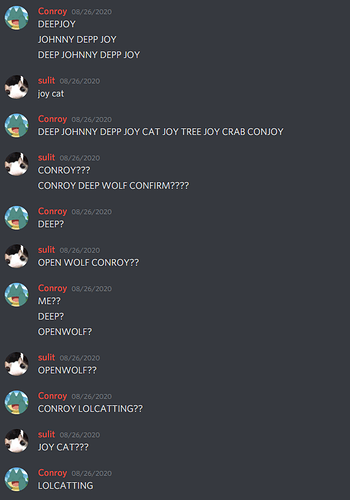 Conroy 08/26/2020
DEEPJOY
JOHNNY DEPP JOY
DEEP JOHNNY DEPP JOY
sulit 08/26/2020
joy cat
Conroy 08/26/2020
DEEP JOHNNY DEPP JOY CAT JOY TREE JOY CRAB CONJOY
sulit 08/26/2020
CONROY???
CONROY DEEP WOLF CONFIRM????
Conroy 08/26/2020
DEEP?
sulit 08/26/2020
OPEN WOLF CONROY??
Conroy 08/26/2020
ME??
DEEP?
OPENWOLF?
sulit 08/26/2020
OPENWOLF??
Conroy 08/26/2020
CONROY LOLCATTING??
sulit 08/26/2020
JOY CAT???
Conroy 08/26/2020
LOLCATTING